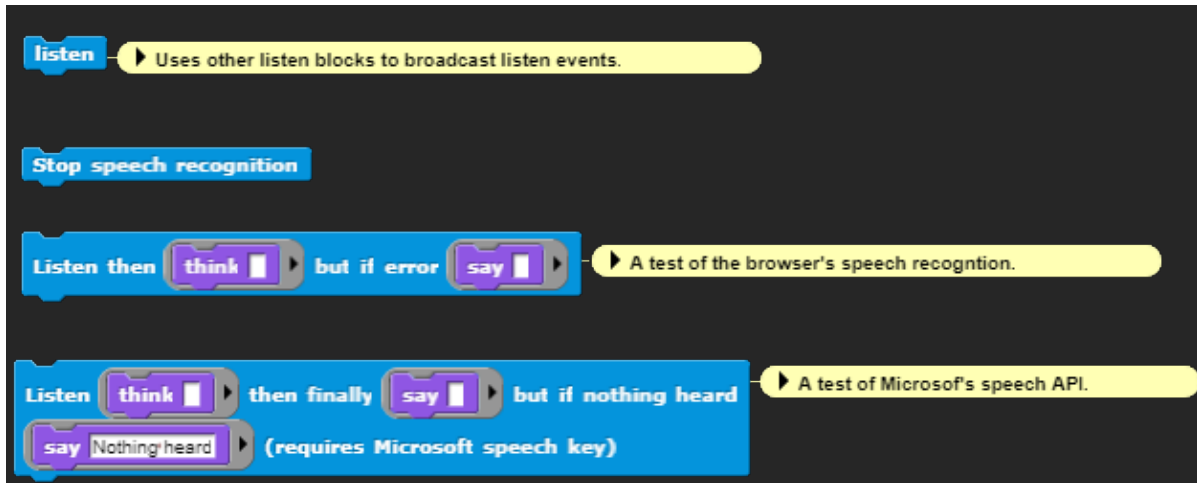 listen Uses other listen blocks to broadcast listen events.
Stop speech recognition
Listen then think but if error say A test of the browser's speech recogntion.
Listen think then finally say but if nothing heard A test of Microsof's speech API.
say Nothing heard (requires Microsoft speech key)